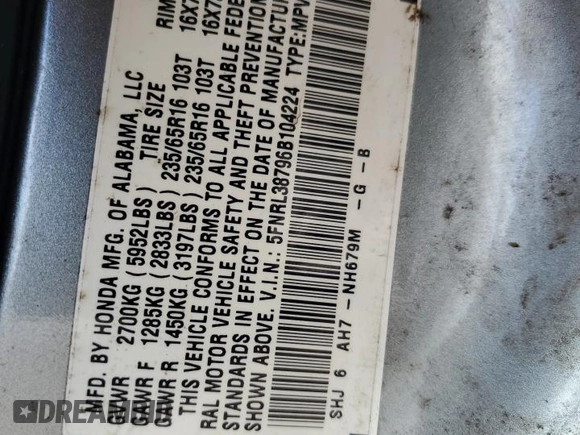 MFD. BY HONDA MFG. OF ALABAMA, LLC
GVWR 2700KG (5952LBS) TIRE SIZE RIM
GAWR F 1285KG (2833LBS) 235/65R16 103T 16X7
GAWR R 1450KG (3197LBS) 235/65R16 103T 16X7
THIS VEHICLE CONFORMS TO ALL APPLICABLE FEDE
RAL MOTOR VEHICLE SAFETY AND THEFT PREVENTION
STANDARDS IN EFFECT ON THE DATE OF MANUFACTUR
SHOWN ABOVE. V.I.N.: 5FNRL38796B104224 TYPE:MPV
SHJ 6 AH7 -NH679M -G -B
DREAMBID